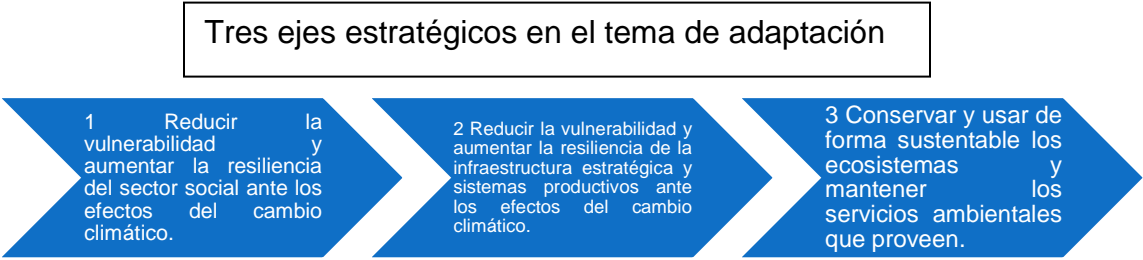 Tres ejes estratégicos en el tema de adaptación
1 Reducir la
vulnerabilidad y
aumentar la resiliencia
del sector social ante los
efectos del cambio
climático.
2 Reducir la vulnerabilidad y
aumentar la resiliencia de la
infraestructura estratégica y
sistemas productivos ante
los efectos del cambio
climático.
3 Conservar y usar de
forma sustentable los
ecosistemas y
mantener los
servicios ambientales
que proveen.